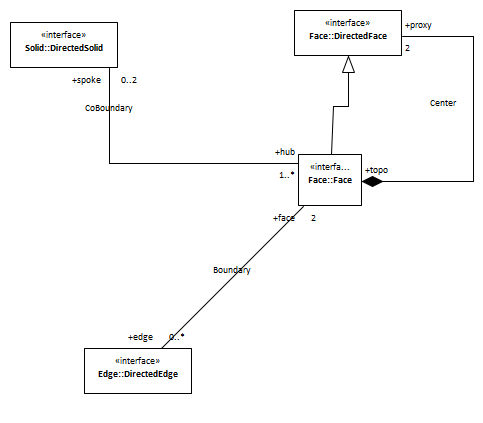 «interface»
Solid::DirectedSolid
«interface»
Face::DirectedFace
+proxy
2
+spoke
0..2
CoBoundary
Center
+hub
1..*
«interfa...
Face::Face
+topo
+face
2
Boundary
+edge
0..*
«interface»
Edge::DirectedEdge